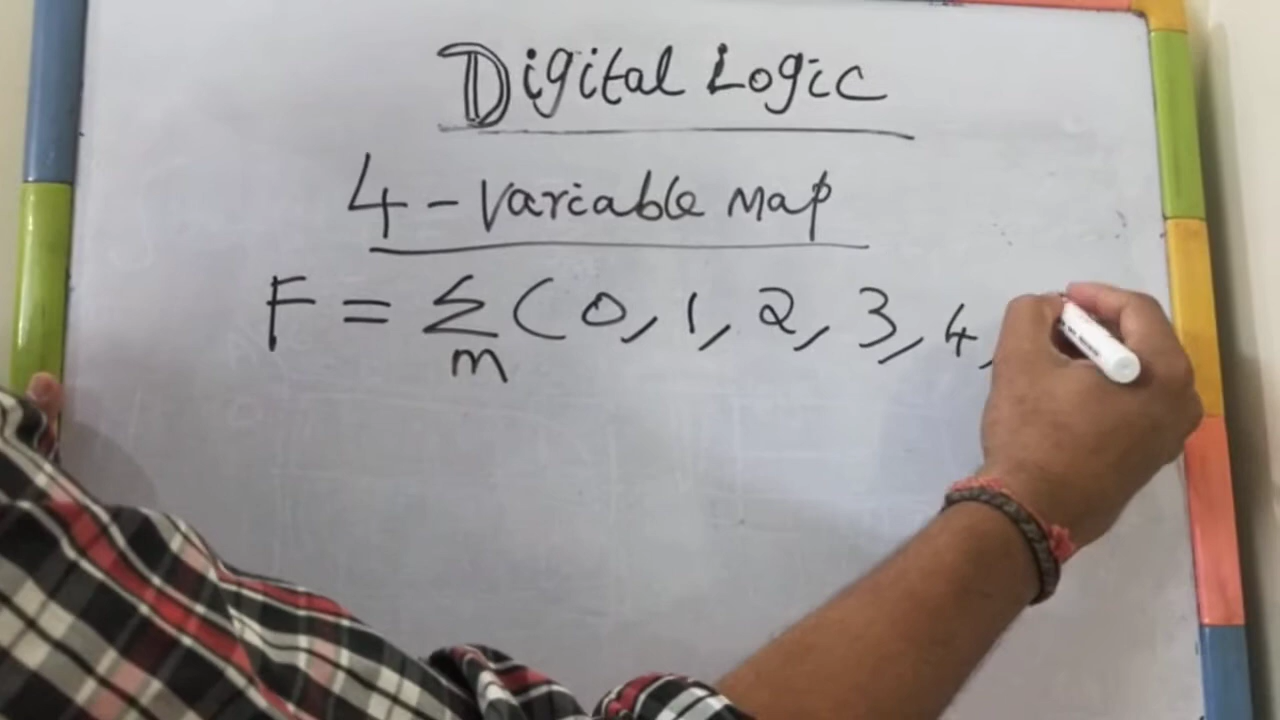 Digital Logic
4-Variable Map
F = Σ (0, 1, 2, 3, 4,
m